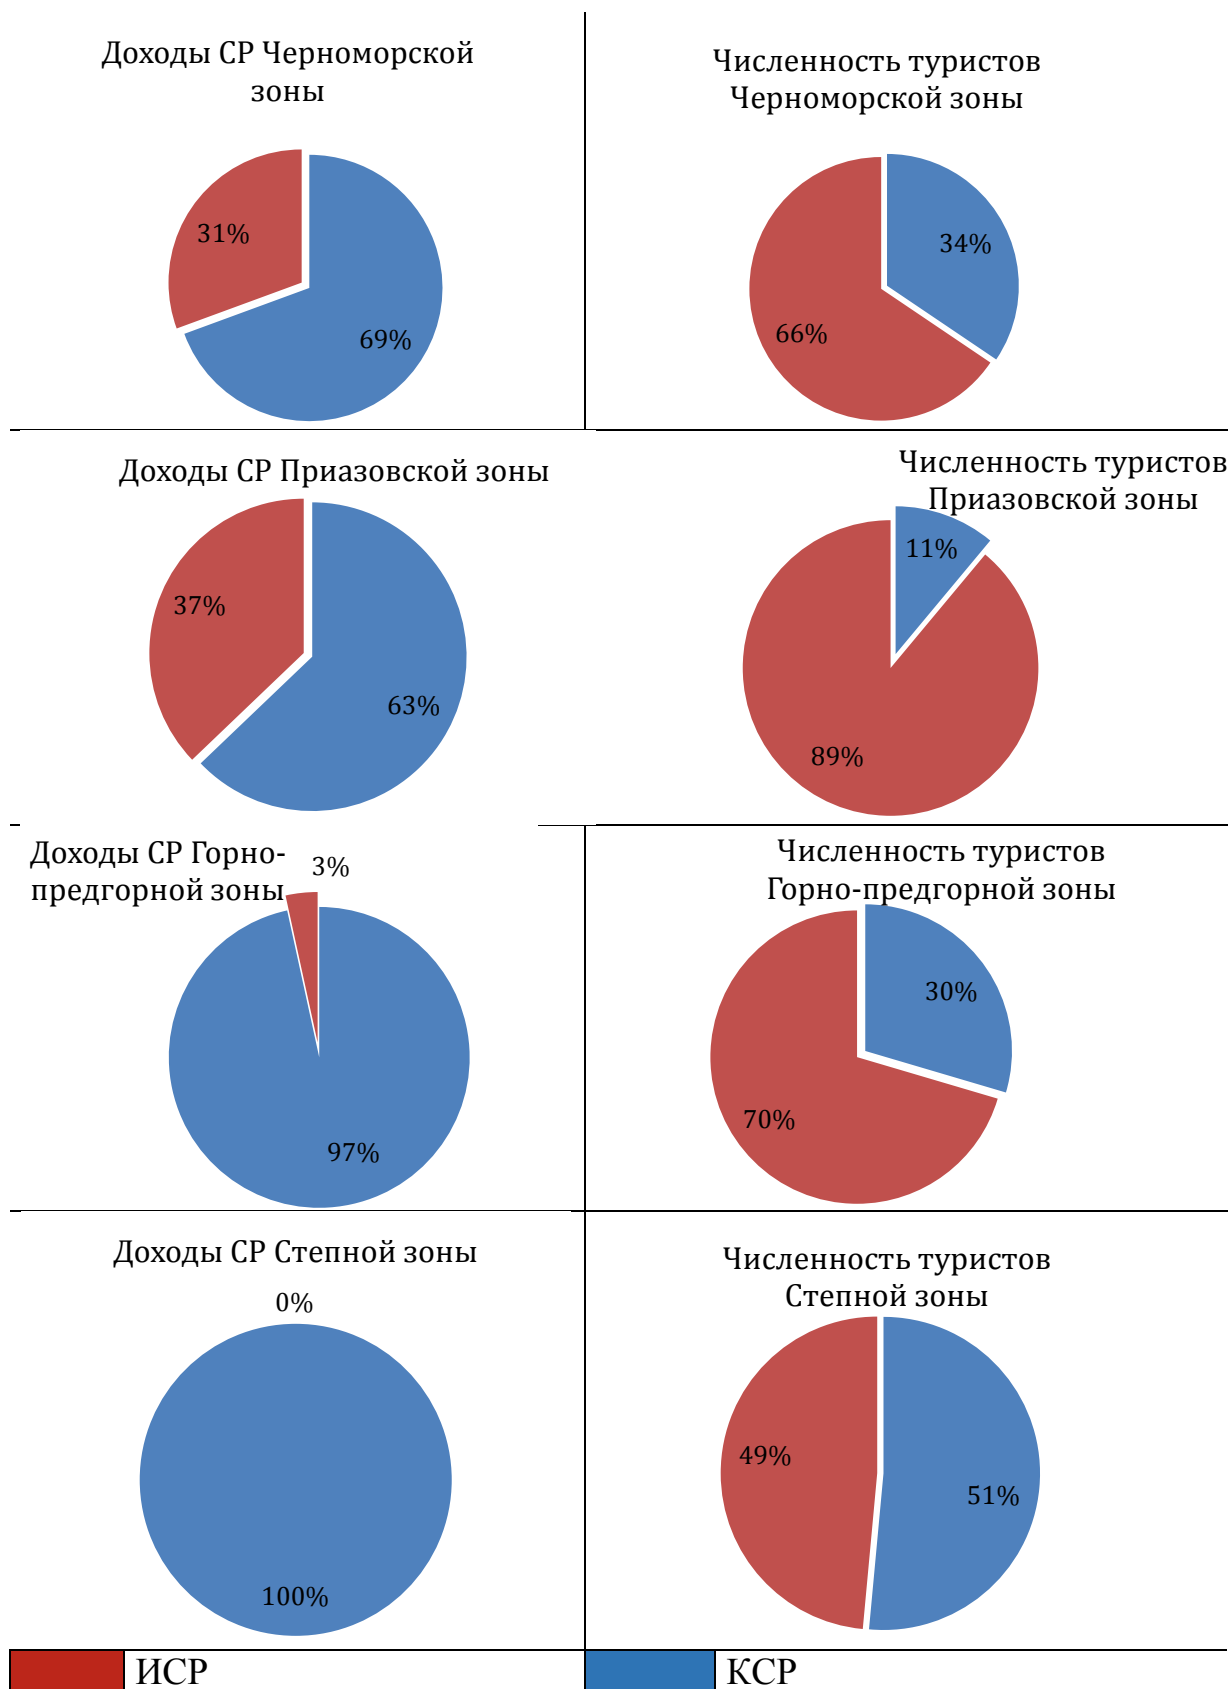 Доходы СР Черноморской
зоны
31%
69%
Численность туристов
Черноморской зоны
34%
66%
Доходы СР Приазовской зоны
37%
63%
Численность туристов
Приазовской зоны
11%
89%
Доходы СР Горно-
предгорной зоны
3%
97%
Численность туристов
Горно-предгорной зоны
30%
70%
Доходы СР Степной зоны
0%
100%
Численность туристов
Степной зоны
49%
51%
ИСР
КСР